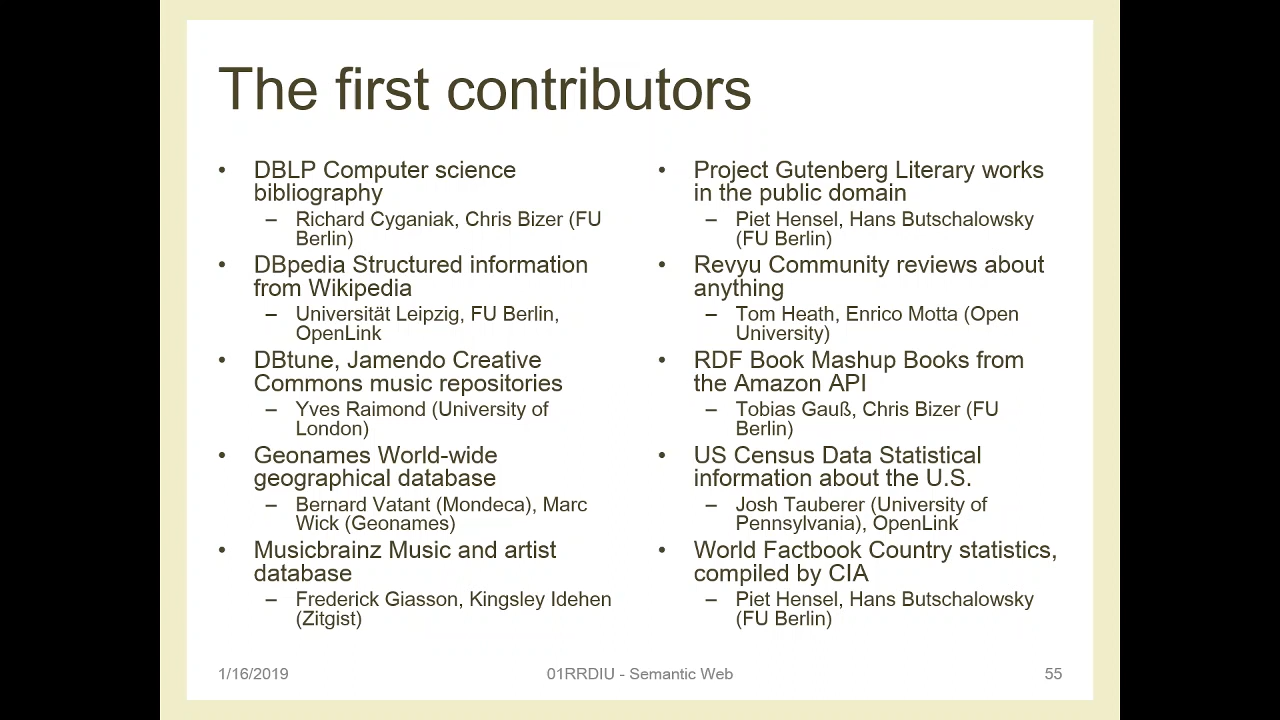 The first contributors
• DBLP Computer science
bibliography
– Richard Cyganiak, Chris Bizer (FU
Berlin)
• DBpedia Structured information
from Wikipedia
– Universität Leipzig, FU Berlin,
OpenLink
• DBtune, Jamendo Creative
Commons music repositories
– Yves Raimond (University of
London)
• Geonames World-wide
geographical database
– Bernard Vatant (Mondeca), Marc
Wick (Geonames)
• Musicbrainz Music and artist
database
– Frederick Giasson, Kingsley Idehen
(Zitgist)
• Project Gutenberg Literary works
in the public domain
– Piet Hensel, Hans Butschalowsky
(FU Berlin)
• Revyu Community reviews about
anything
– Tom Heath, Enrico Motta (Open
University)
• RDF Book Mashup Books from
the Amazon API
– Tobias Gauß, Chris Bizer (FU
Berlin)
• US Census Data Statistical
information about the U.S.
– Josh Tauberer (University of
Pennsylvania), OpenLink
• World Factbook Country statistics,
compiled by CIA
– Piet Hensel, Hans Butschalowsky
(FU Berlin)
1/16/2019
01RRDIU - Semantic Web
55